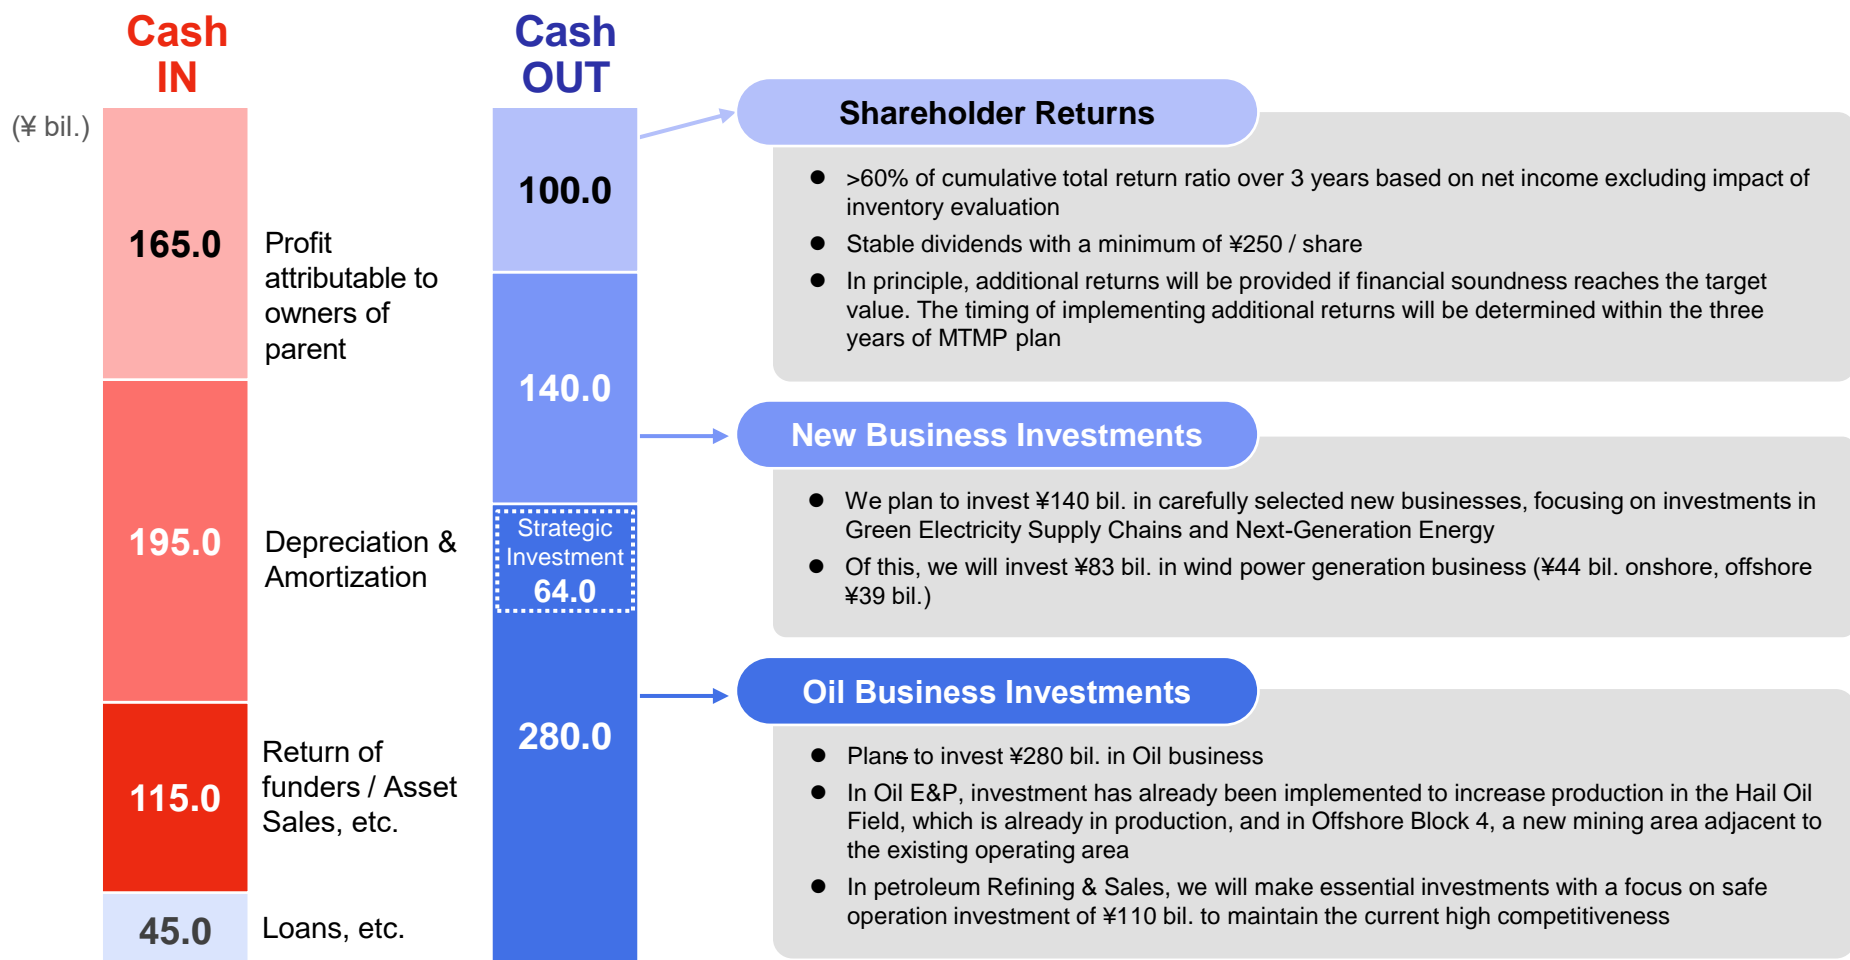 Cash
IN
(¥ bil.)
165.0
Profit
attributable to
owners of
parent
195.0
Depreciation &
Amortization
115.0
Return of
funders / Asset
Sales, etc.
45.0
Loans, etc.
Cash
OUT
100.0
140.0
Strategic
Investment
64.0
280.0
Shareholder Returns
● >60% of cumulative total return ratio over 3 years based on net income excluding impact of
inventory evaluation
● Stable dividends with a minimum of ¥250 / share
● In principle, additional returns will be provided if financial soundness reaches the target
value. The timing of implementing additional returns will be determined within the three
years of MTMP plan
New Business Investments
● We plan to invest ¥140 bil. in carefully selected new businesses, focusing on investments in
Green Electricity Supply Chains and Next-Generation Energy
● Of this, we will invest ¥83 bil. in wind power generation business (¥44 bil. onshore, offshore
¥39 bil.)
Oil Business Investments
● Plans to invest ¥280 bil. in Oil business
● In Oil E&P, investment has already been implemented to increase production in the Hail Oil
Field, which is already in production, and in Offshore Block 4, a new mining area adjacent to
the existing operating area
● In petroleum Refining & Sales, we will make essential investments with a focus on safe
operation investment of ¥110 bil. to maintain the current high competitiveness